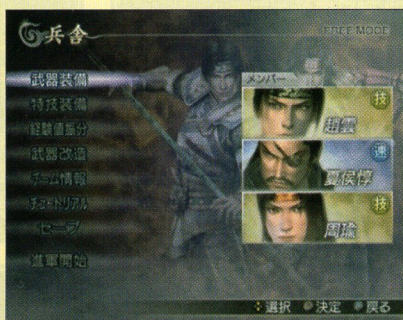 兵舎
FREE MODE
武器装備
特技装備
経験値振分
武器改造
チーム情報
チュートリアル
セーブ
進軍開始
メンバー
技
趙雲
速
夏侯惇
技
周瑜
選択 決定 戻る